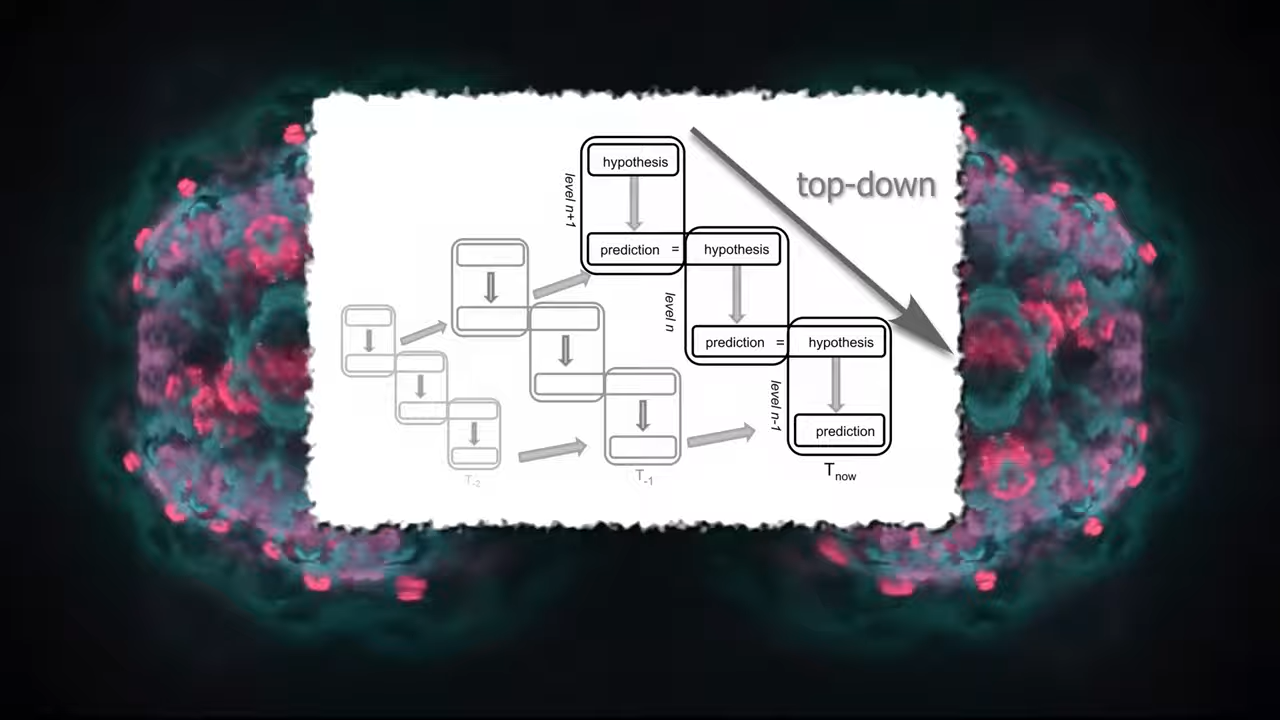 top-down
hypothesis
level n+1
prediction = hypothesis
level n
prediction = hypothesis
level n-1
prediction
T-2
T-1
Tnow